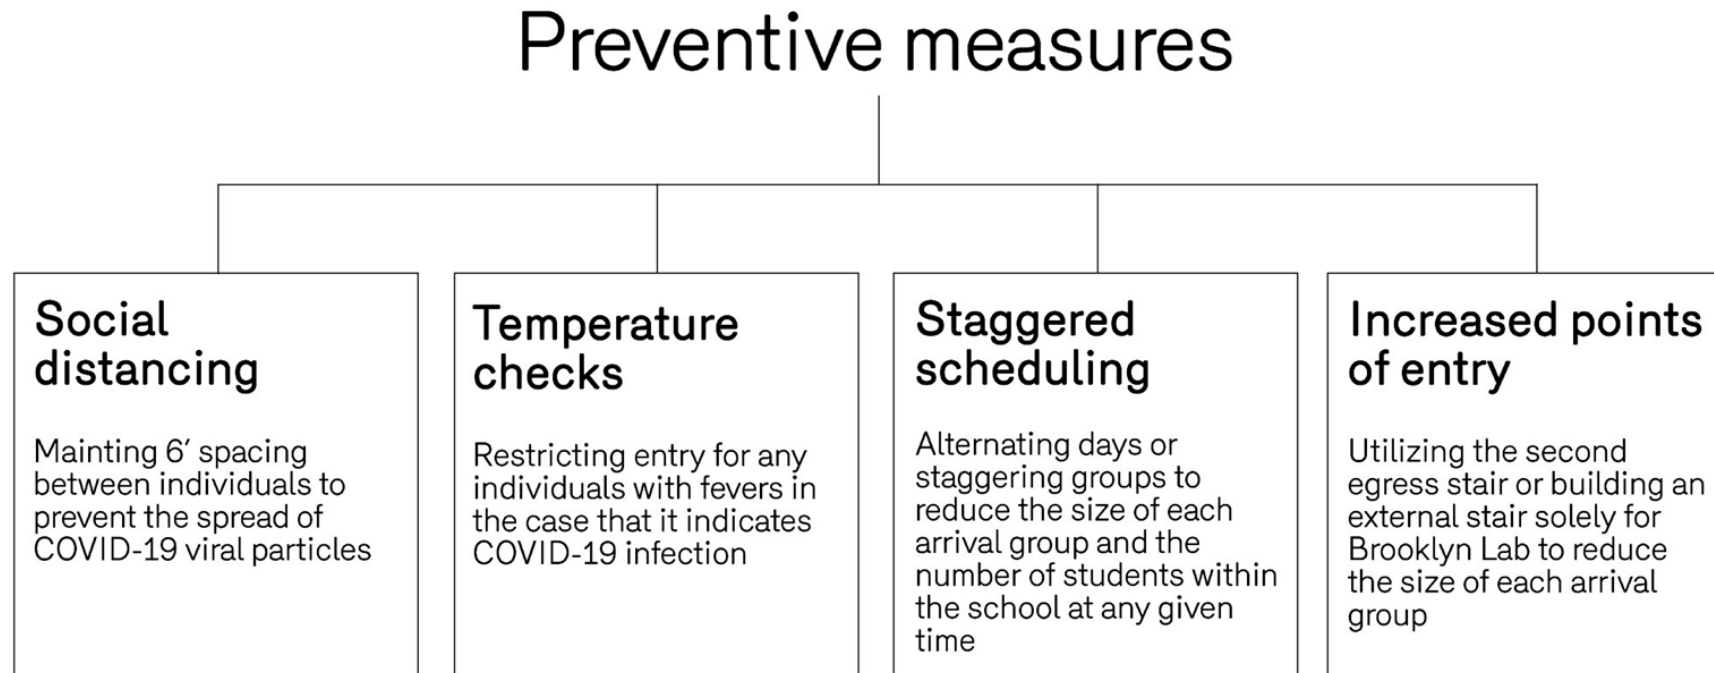 Preventive measures
Social
distancing
Mainting 6′ spacing
between individuals to
prevent the spread of
COVID-19 viral particles
Temperature
checks
Restricting entry for any
individuals with fevers in
the case that it indicates
COVID-19 infection
Staggered
scheduling
Alternating days or
staggering groups to
reduce the size of each
arrival group and the
number of students within
the school at any given
time
Increased points
of entry
Utilizing the second
egress stair or building an
external stair solely for
Brooklyn Lab to reduce
the size of each arrival
group